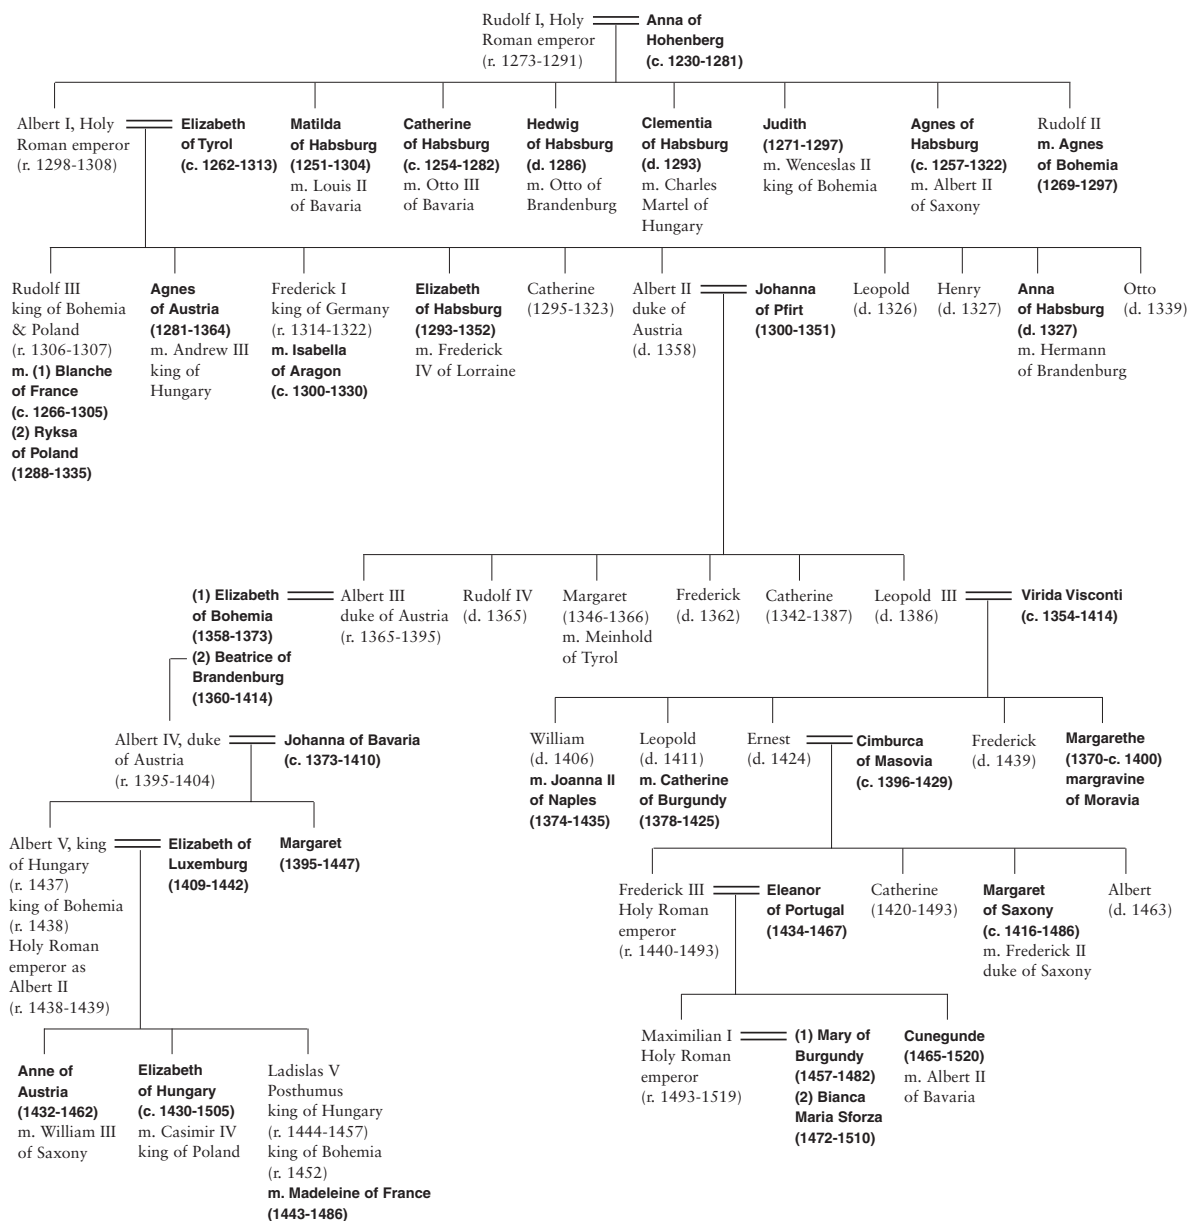 Rudolf I, Holy
Roman emperor
(r. 1273-1291)
Anna of
Hohenberg
(c. 1230-1281)
Albert I, Holy
Roman emperor
(r. 1298-1308)
Elizabeth
of Tyrol
(c. 1262-1313)
Matilda
of Habsburg
(1251-1304)
m. Louis II
of Bavaria
Catherine
of Habsburg
(c. 1254-1282)
m. Otto III
of Bavaria
Hedwig
of Habsburg
(d. 1286)
m. Otto of
Brandenburg
Clementia
of Habsburg
(d. 1293)
m. Charles
Martel of
Hungary
Judith
(1271-1297)
m. Wenceslas II
king of Bohemia
Agnes of
Habsburg
(c. 1257-1322)
m. Albert II
of Saxony
Rudolf II
m. Agnes
of Bohemia
(1269-1297)
Rudolf III
king of Bohemia
& Poland
(r. 1306-1307)
m. (1) Blanche
of France
(c. 1266-1305)
(2) Ryksa
of Poland
(1288-1335)
Agnes
of Austria
(1281-1364)
m. Andrew III
king of
Hungary
Frederick I
king of Germany
(r. 1314-1322)
m. Isabella
of Aragon
(c. 1300-1330)
Elizabeth
of Habsburg
(1293-1352)
m. Frederick
IV of Lorraine
Catherine
(1295-1323)
Albert II
duke of
Austria
(d. 1358)
Johanna
of Pfirt
(1300-1351)
Leopold
(d. 1326)
Henry
(d. 1327)
Anna
of Habsburg
(d. 1327)
m. Hermann
of Brandenburg
Otto
(d. 1339)
(1) Elizabeth
of Bohemia
(1358-1373)
(2) Beatrice of
Brandenburg
(1360-1414)
Albert III
duke of Austria
(r. 1365-1395)
Rudolf IV
(d. 1365)
Margaret
(1346-1366)
m. Meinhold
of Tyrol
Frederick
(d. 1362)
Catherine
(1342-1387)
Leopold III
(d. 1386)
Virida Visconti
(c. 1354-1414)
Albert IV, duke
of Austria
(r. 1395-1404)
Johanna of Bavaria
(c. 1373-1410)
William
(d. 1406)
m. Joanna II
of Naples
(1374-1435)
Leopold
(d. 1411)
m. Catherine
of Burgundy
(1378-1425)
Ernest
(d. 1424)
Cimburca
of Masovia
(c. 1396-1429)
Frederick
(d. 1439)
Margarethe
(1370-c. 1400)
margravine
of Moravia
Albert V, king
of Hungary
(r. 1437)
king of Bohemia
(r. 1438)
Holy Roman
emperor as
Albert II
(r. 1438-1439)
Elizabeth of
Luxemburg
(1409-1442)
Margaret
(1395-1447)
Frederick III
Holy Roman
emperor
(r. 1440-1493)
Eleanor
of Portugal
(1434-1467)
Catherine
(1420-1493)
Margaret
of Saxony
(c. 1416-1486)
m. Frederick II
duke of Saxony
Albert
(d. 1463)
Maximilian I
Holy Roman
emperor
(r. 1493-1519)
(1) Mary of
Burgundy
(1457-1482)
(2) Bianca
Maria Sforza
(1472-1510)
Cunegunde
(1465-1520)
m. Albert II
of Bavaria
Anne of
Austria
(1432-1462)
m. William III
of Saxony
Elizabeth
of Hungary
(c. 1430-1505)
m. Casimir IV
king of Poland
Ladislas V
Posthumus
king of Hungary
(r. 1444-1457)
king of Bohemia
(r. 1452)
m. Madeleine of France
(1443-1486)